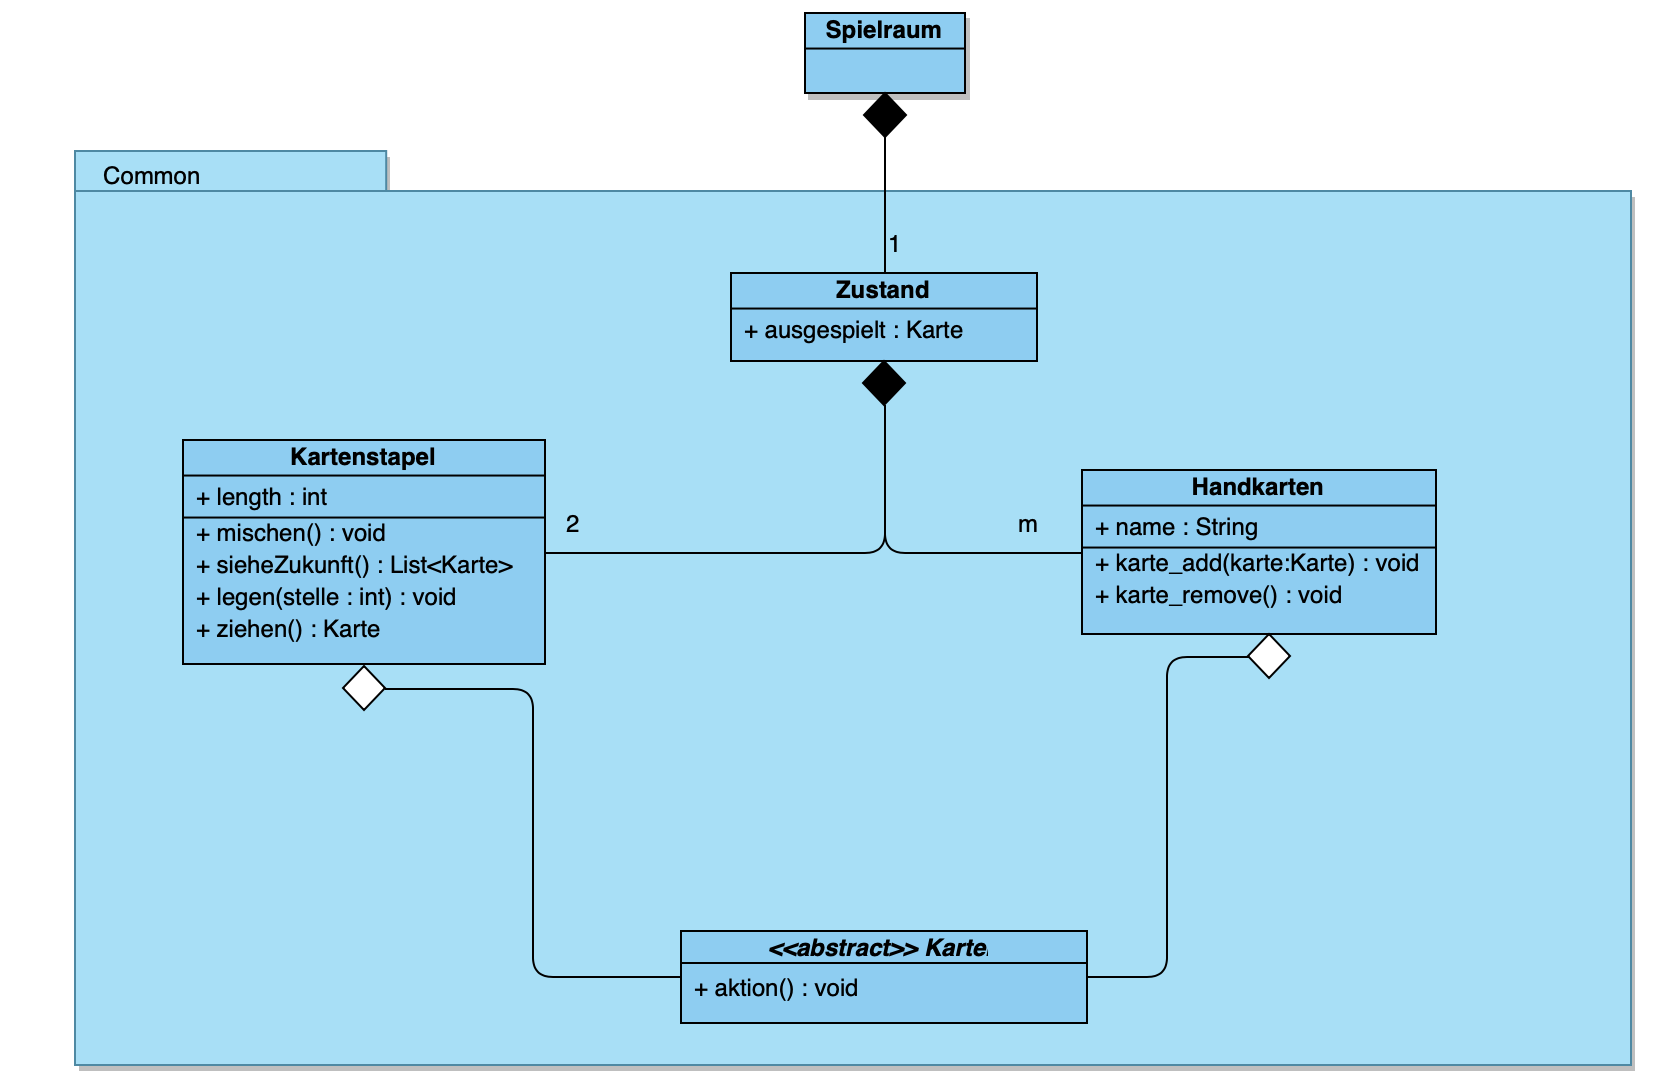 Spielraum
Common
1
Zustand
+ ausgespielt : Karte
Kartenstapel
+ length : int
+ mischen() : void
+ sieheZukunft() : List<Karte>
+ legen(stelle : int) : void
+ ziehen() : Karte
2
m
Handkarten
+ name : String
+ karte_add(karte:Karte) : void
+ karte_remove() : void
<<abstract>> Karte
+ aktion() : void